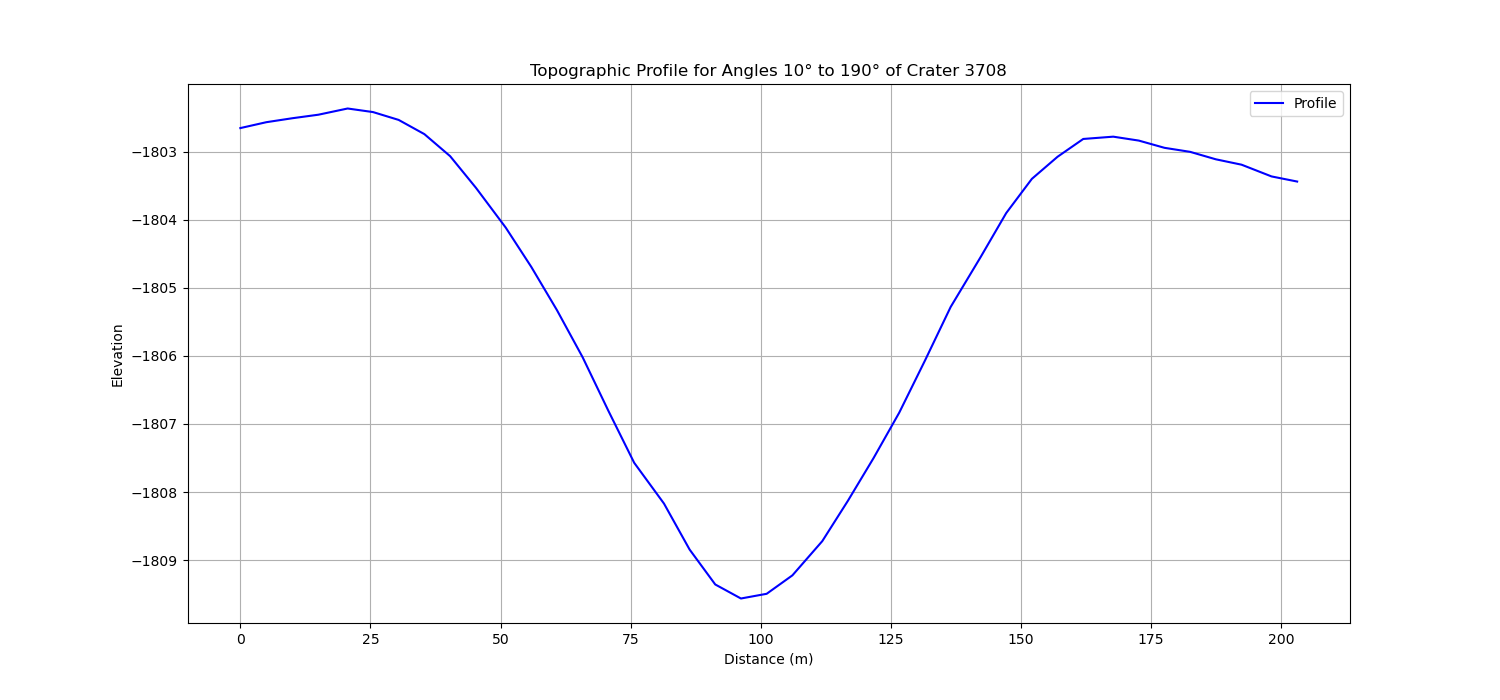 Topographic Profile for Angles 10° to 190° of Crater 3708
Profile
−1803
−1804
−1805
−1806
−1807
−1808
−1809
Elevation
0 25 50 75 100 125 150 175 200
Distance (m)